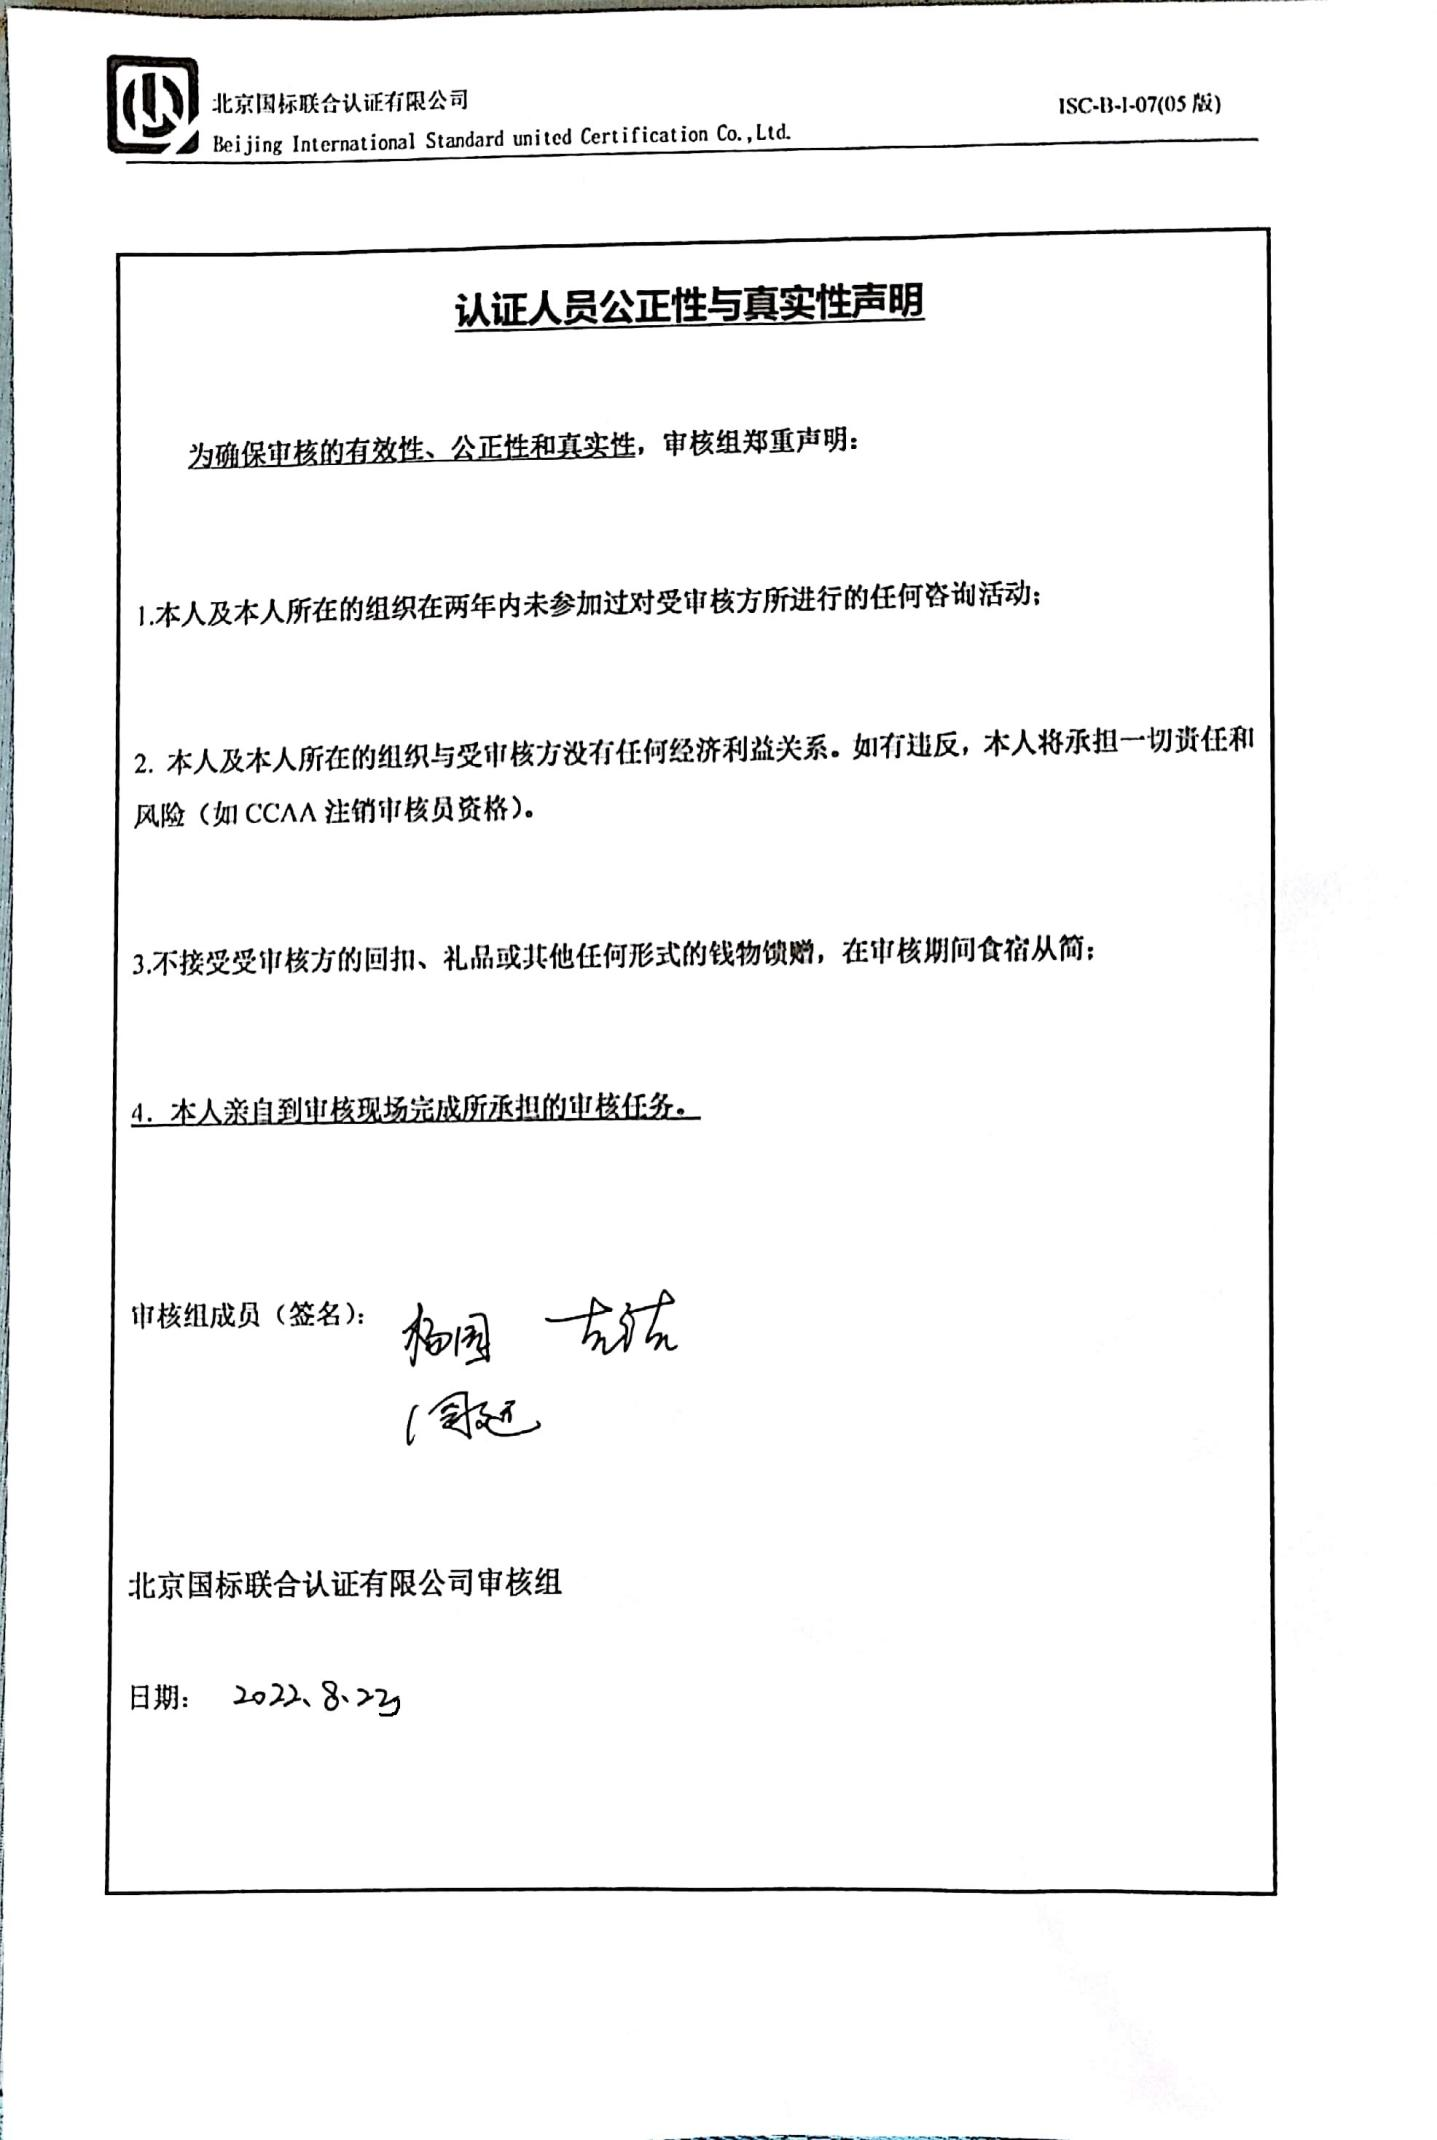 北京国标联合认证有限公司
ISC-B-I-07(05 版)
Beijing International Standard united Certification Co.,Ltd.
认证人员公正性与真实性声明
为确保审核的有效性、公正性和真实性，审核组郑重声明：
1.本人及本人所在的组织在两年内未参加过对受审核方所进行的任何咨询活动；
2. 本人及本人所在的组织与受审核方没有任何经济利益关系。如有违反，本人将承担一切责任和
风险（如 CCAA 注销审核员资格）。
3.不接受受审核方的回扣、礼品或其他任何形式的钱物馈赠，在审核期间食宿从简；
4. 本人亲自到审核现场完成所承担的审核任务。
审核组成员（签名）： 杨园 吉洁
北京国标联合认证有限公司审核组
日期： 2022、8、23